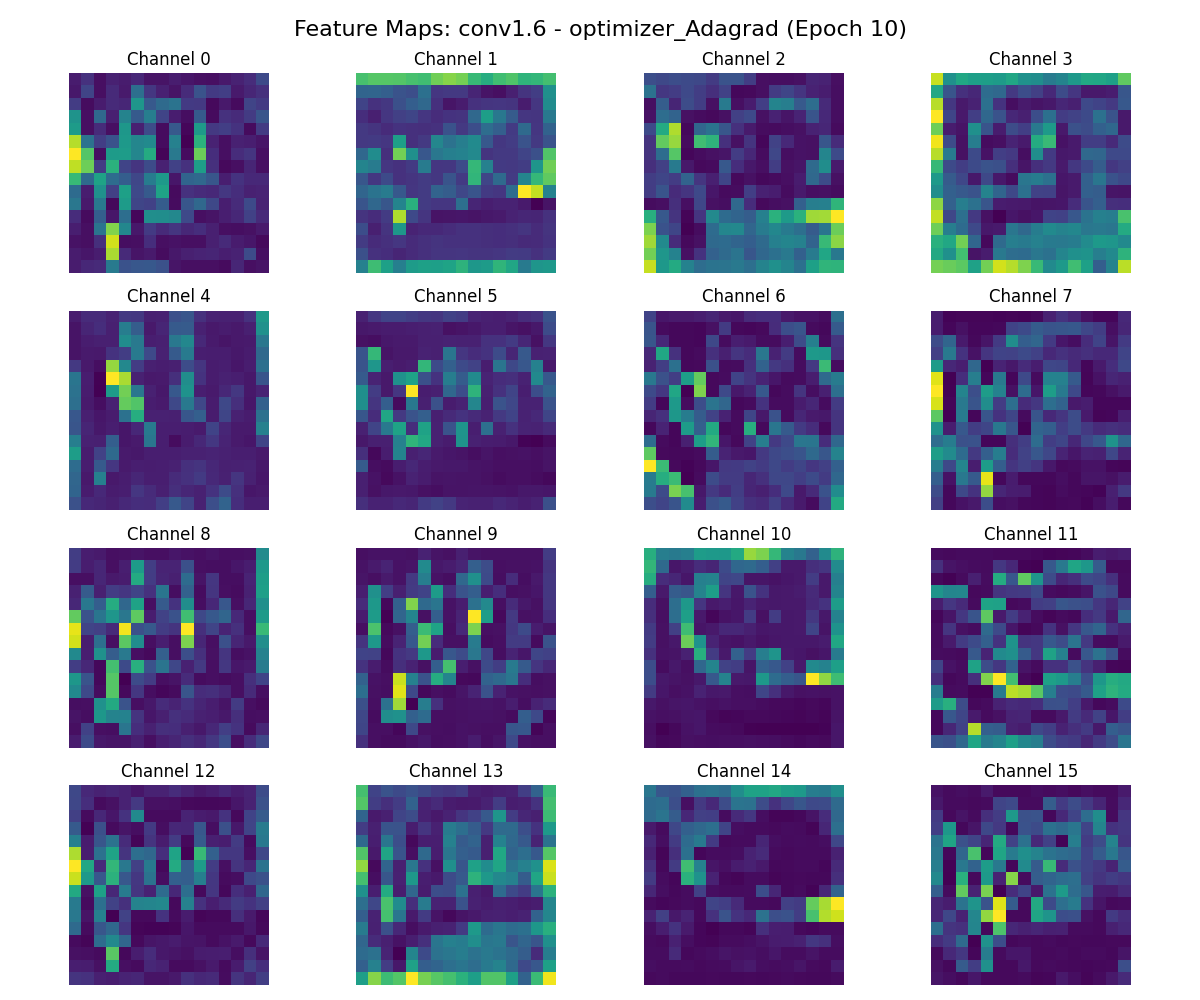 Feature Maps: conv1.6 - optimizer_Adagrad (Epoch 10)
Channel 0
Channel 1
Channel 2
Channel 3
Channel 4
Channel 5
Channel 6
Channel 7
Channel 8
Channel 9
Channel 10
Channel 11
Channel 12
Channel 13
Channel 14
Channel 15